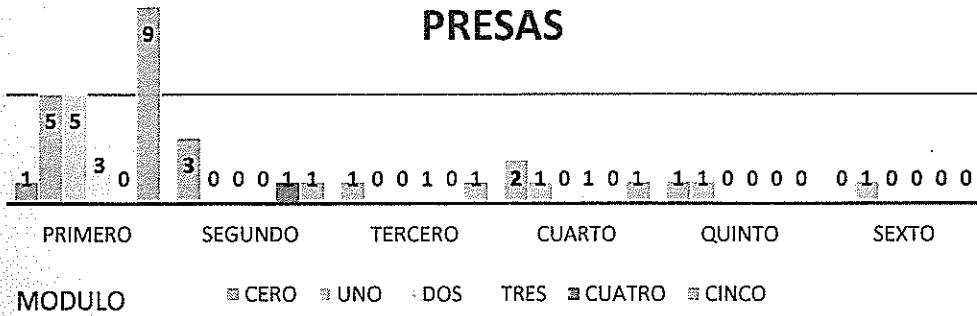 PRESAS
9
5 5
3
1 0 3 0 0 0 1 1 1 0 0 1 0 1 2 1 0 1 0 1 1 1 0 0 0 0 0 1 0 0 0 0
PRIMERO SEGUNDO TERCERO CUARTO QUINTO SEXTO
MODULO CERO UNO DOS TRES CUATRO CINCO